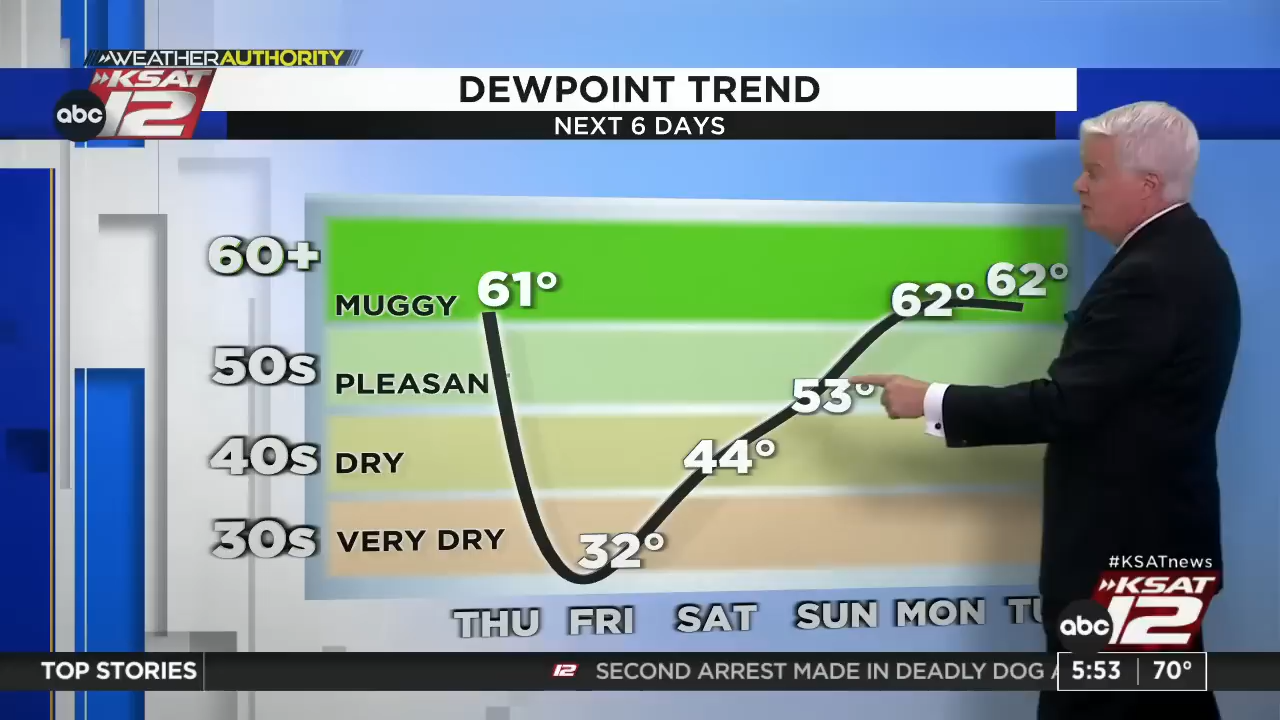 WEATHERAUTHORITY
KSAT
abc 12
DEWPOINT TREND
NEXT 6 DAYS
60+
MUGGY
61°
62°
62°
50s
PLEASAN
53°
40s
DRY
44°
30s
VERY DRY
32°
THU FRI SAT SUN MON TU
#KSATnews
KSAT
abc 12
TOP STORIES
12 SECOND ARREST MADE IN DEADLY DOG
5:53 70°